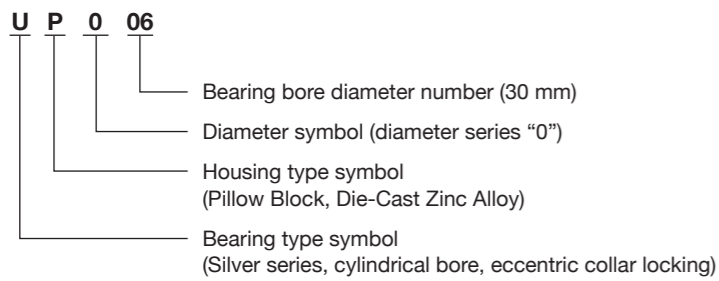 U P 0 06
Bearing bore diameter number (30 mm)
Diameter symbol (diameter series “0”)
Housing type symbol
(Pillow Block, Die-Cast Zinc Alloy)
Bearing type symbol
(Silver series, cylindrical bore, eccentric collar locking)